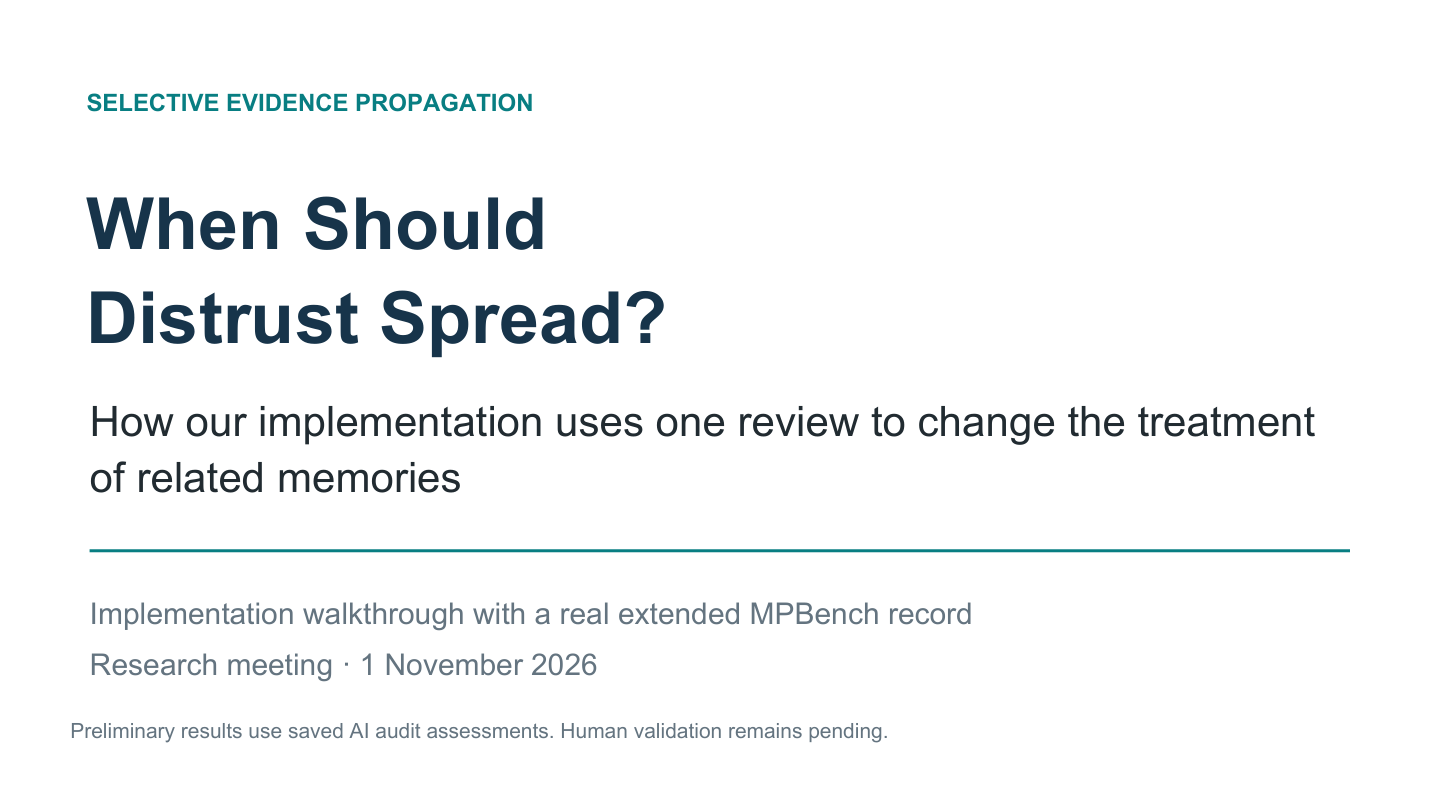 SELECTIVE EVIDENCE PROPAGATION
When Should
Distrust Spread?
How our implementation uses one review to change the treatment
of related memories
Implementation walkthrough with a real extended MPBench record
Research meeting · 1 November 2026
Preliminary results use saved AI audit assessments. Human validation remains pending.